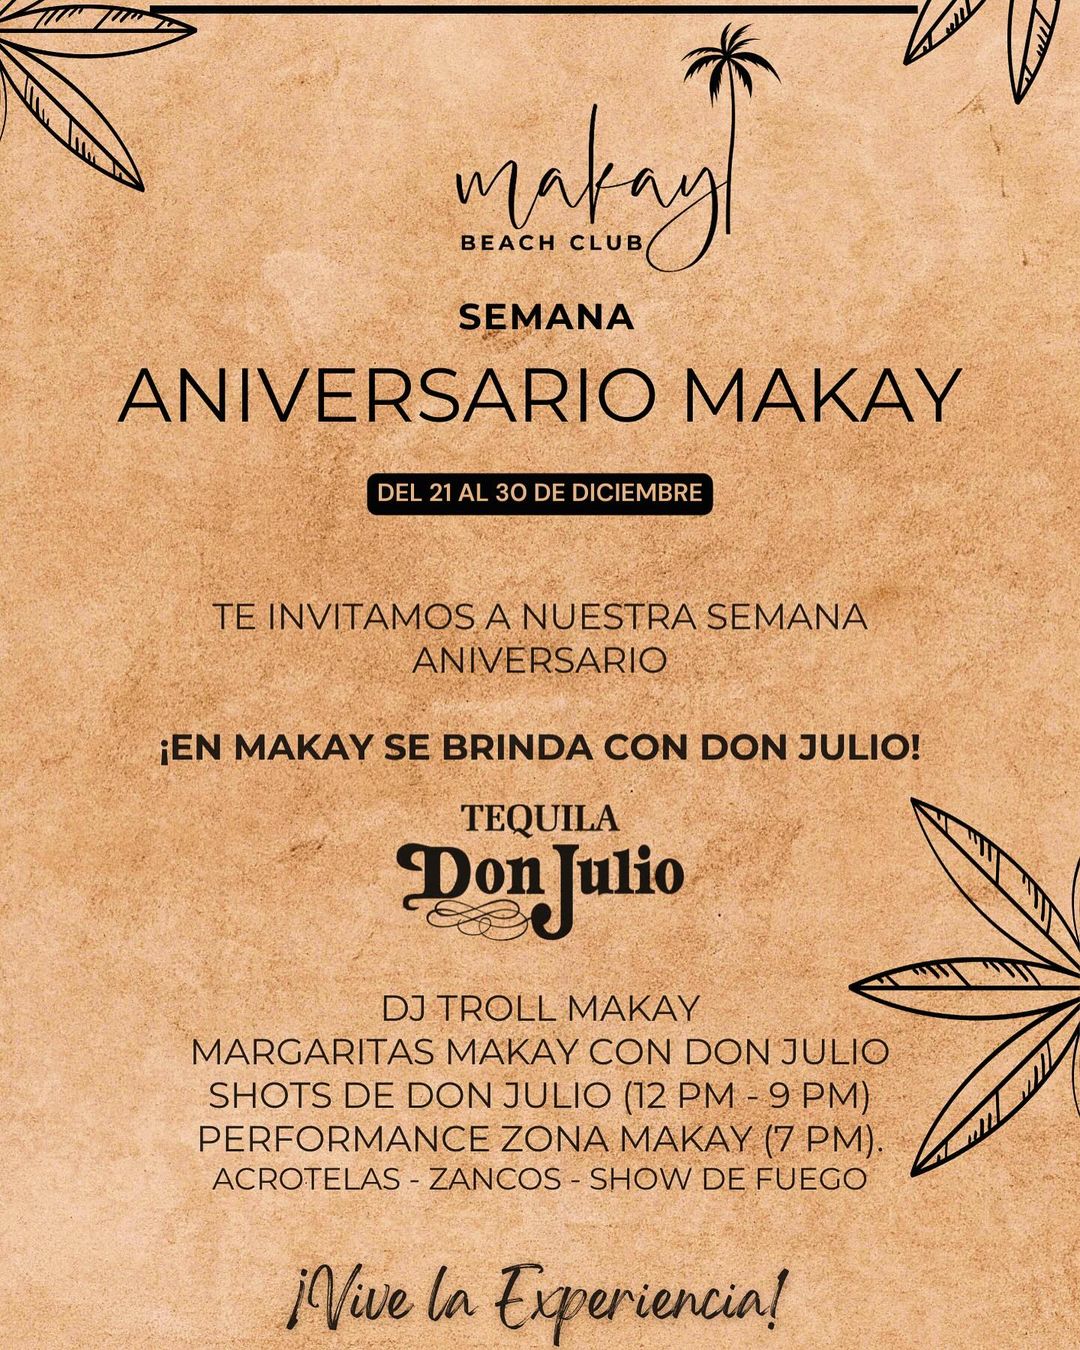 makay
BEACH CLUB
SEMANA
ANIVERSARIO MAKAY
DEL 21 AL 30 DE DICIEMBRE
TE INVITAMOS A NUESTRA SEMANA
ANIVERSARIO
¡EN MAKAY SE BRINDA CON DON JULIO!
TEQUILA
Don Julio
DJ TROLL MAKAY
MARGARITAS MAKAY CON DON JULIO
SHOTS DE DON JULIO (12 PM - 9 PM)
PERFORMANCE ZONA MAKAY (7 PM).
ACROTELAS - ZANCOS - SHOW DE FUEGO
¡Vive la Experiencia!